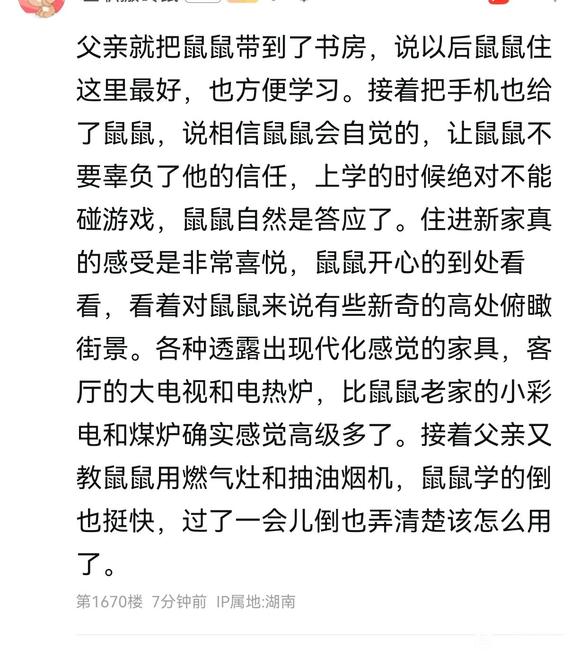 父亲就把鼠鼠带到了书房，说以后鼠鼠住
这里最好，也方便学习。接着把手机也给
了鼠鼠，说相信鼠鼠会自觉的，让鼠鼠不
要辜负了他的信任，上学的时候绝对不能
碰游戏，鼠鼠自然是答应了。住进新家真
的感受是非常喜悦，鼠鼠开心的到处看
看，看着对鼠鼠来说有些新奇的高处俯瞰
街景。各种透露出现代化感觉的家具，客
厅的大电视和电热炉，比鼠鼠老家的小彩
电和煤炉确实感觉高级多了。接着父亲又
教鼠鼠用燃气灶和抽油烟机，鼠鼠学的倒
也挺快，过了一会儿倒也弄清楚该怎么用
了。
第1670楼 7分钟前 IP属地:湖南